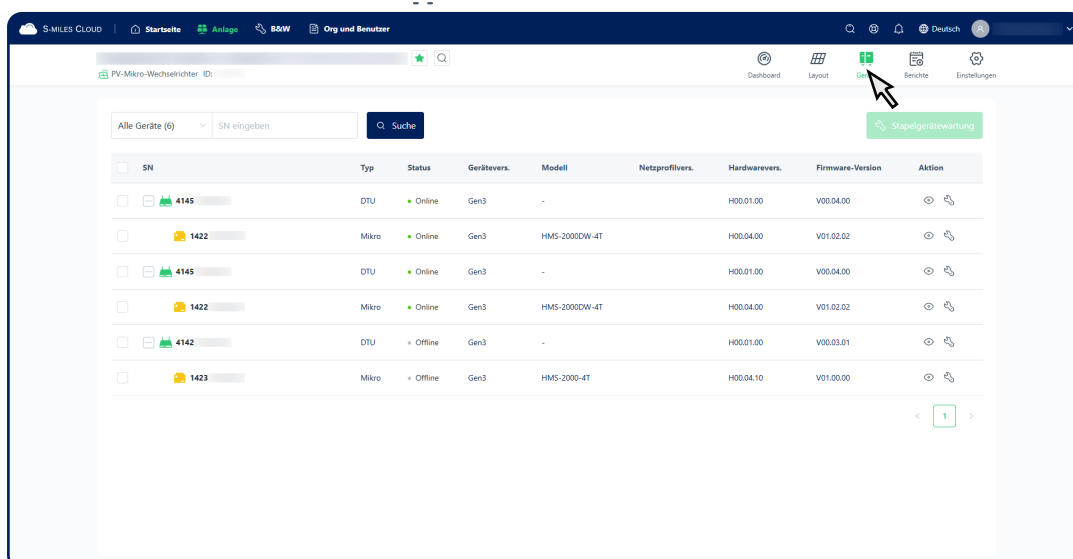 S-MILES CLOUD Startseite Anlage B&W Org und Benutzer Deutsch
PV-Mikro-Wechselrichter ID:
Dashboard Layout Berichte Einstellungen
Alle Geräte (6) SN eingeben Suche Stapelgerätewartung
SN Typ Status Gerätevers. Modell Netzprofilvers. Hardwarevers. Firmware-Version Aktion
4145 DTU Online Gen3 - H00.01.00 V00.04.00
1422 Mikro Online Gen3 HMS-2000DW-4T H00.04.00 V01.02.02
4145 DTU Online Gen3 - H00.01.00 V00.04.00
1422 Mikro Online Gen3 HMS-2000DW-4T H00.04.00 V01.02.02
4142 DTU Offline Gen3 - H00.01.00 V00.03.01
1423 Mikro Offline Gen3 HMS-2000-4T H00.04.10 V01.00.00
< 1 >